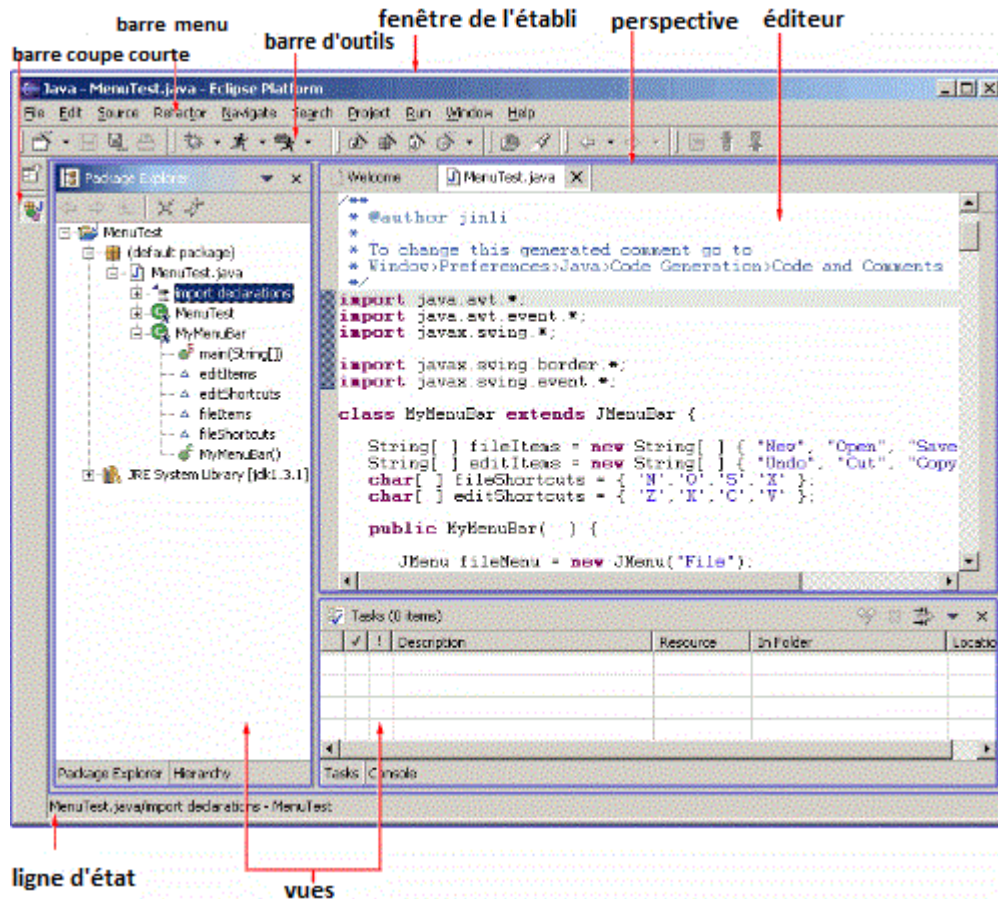 fenêtre de l'établi
perspective
éditeur
barre menu
barre d'outils
barre coupe courte
Java - MenuTest.java - Eclipse Platform
File Edit Source Refactor Navigate Search Project Run Window Help
Package Explorer
Welcome
MenuTest.java
/**
* @author jinli
*
* To change this generated comment go to
* Window>Preferences>Java>Code Generation>Code and Comments
*/
import java.awt.*;
import java.awt.event.*;
import javax.swing.*;
import javax.swing.border.*;
import javax.swing.event.*;
class MyMenuBar extends JMenuBar {
String[ ] fileItems = new String[ ] { "New", "Open", "Save
String[ ] editItems = new String[ ] { "Undo", "Cut", "Copy
char[ ] fileShortcuts = { 'N','O','S','X' };
char[ ] editShortcuts = { 'Z','X','C','V' };
public MyMenuBar( ) {
JMenu fileMenu = new JMenu("File");
MenuTest
(default package)
MenuTest.java
import declarations
MenuTest
MyMenuBar
main(String[])
editItems
editShortcuts
fileItems
fileShortcuts
MyMenuBar()
JRE System Library [jdk1.3.1]
Tasks (0 items)
! Description Resource In Folder Locatio
Package Explorer Hierarchy
Tasks Console
MenuTest.java/import declarations - MenuTest
ligne d'état
vues